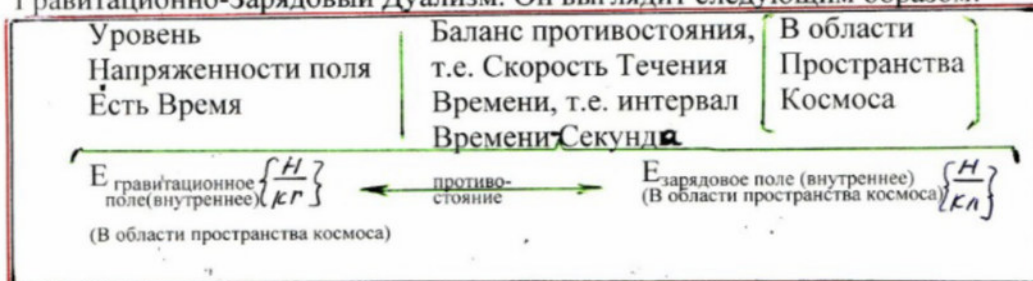 Гравитационно-Зарядовый Дуализм. Он выглядит следующим образом:
Уровень
Напряженности поля
Есть Время
Баланс противостояния,
т.е. Скорость Течения
Времени, т.е. интервал
Времени-Секунда
В области
Пространства
Космоса
E гравитационное {Н/кг}
поле(внутреннее)
(В области пространства космоса)
противо-
стояние
E зарядовое поле (внутреннее) {Н/кл}
(В области пространства космоса)